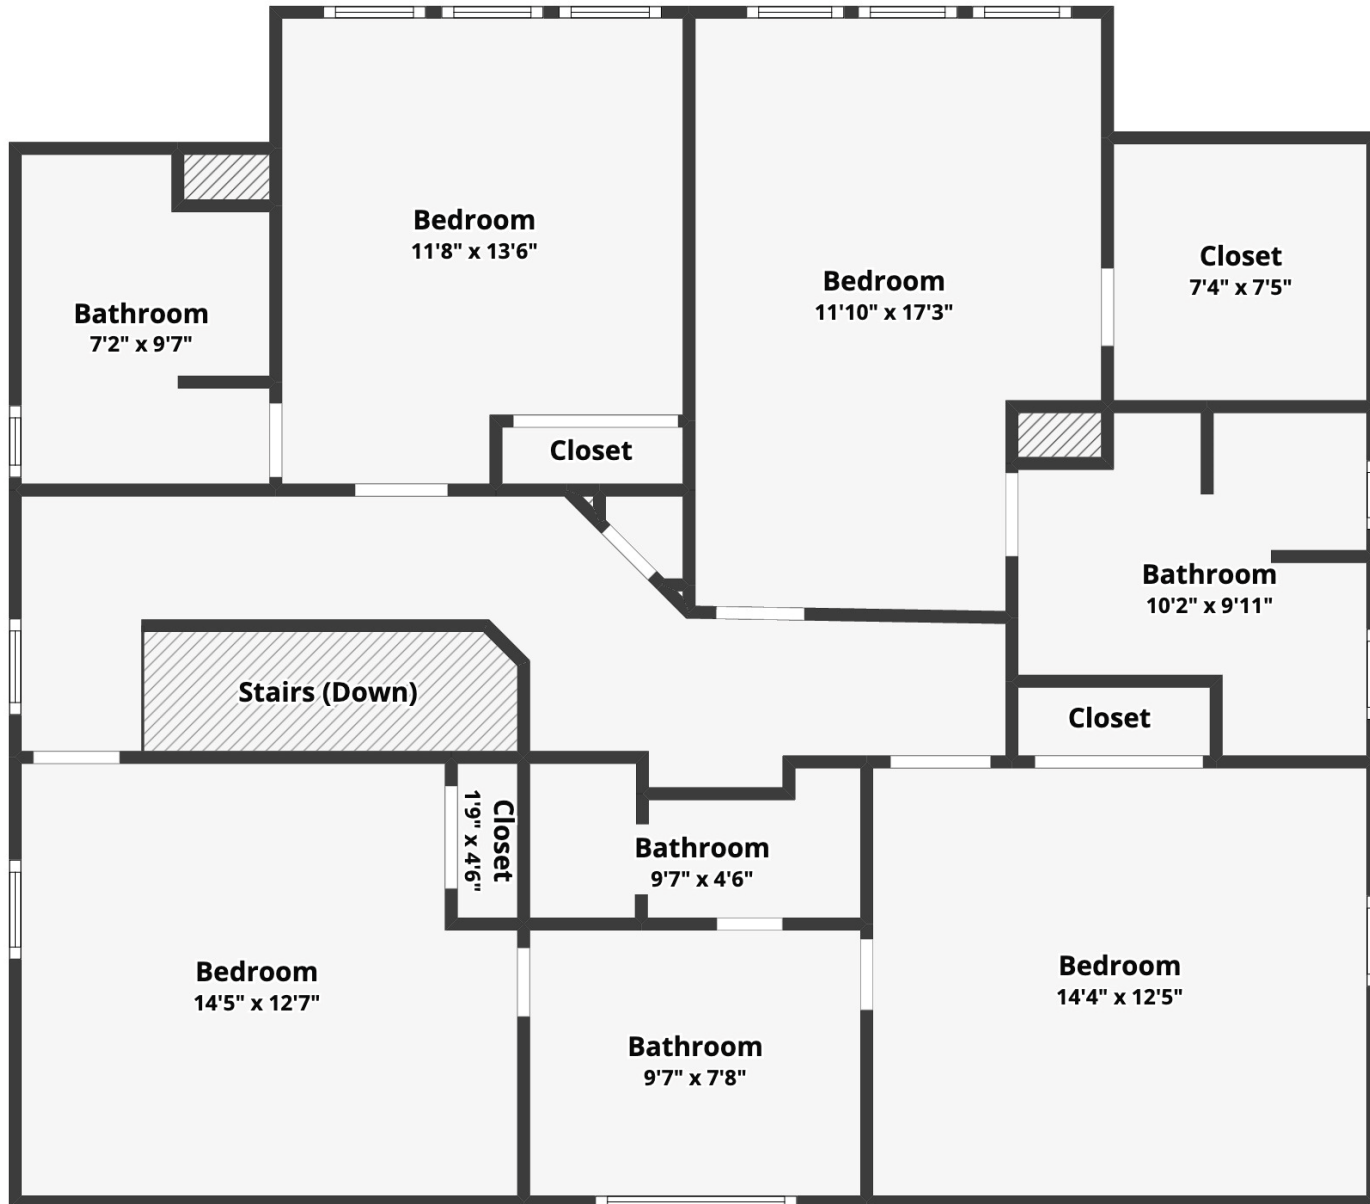 Bedroom
11'8" x 13'6"
Bedroom
11'10" x 17'3"
Closet
7'4" x 7'5"
Bathroom
7'2" x 9'7"
Closet
Bathroom
10'2" x 9'11"
Stairs (Down)
Closet
Closet
1'9" x 4'6"
Bathroom
9'7" x 4'6"
Bedroom
14'5" x 12'7"
Bedroom
14'4" x 12'5"
Bathroom
9'7" x 7'8"